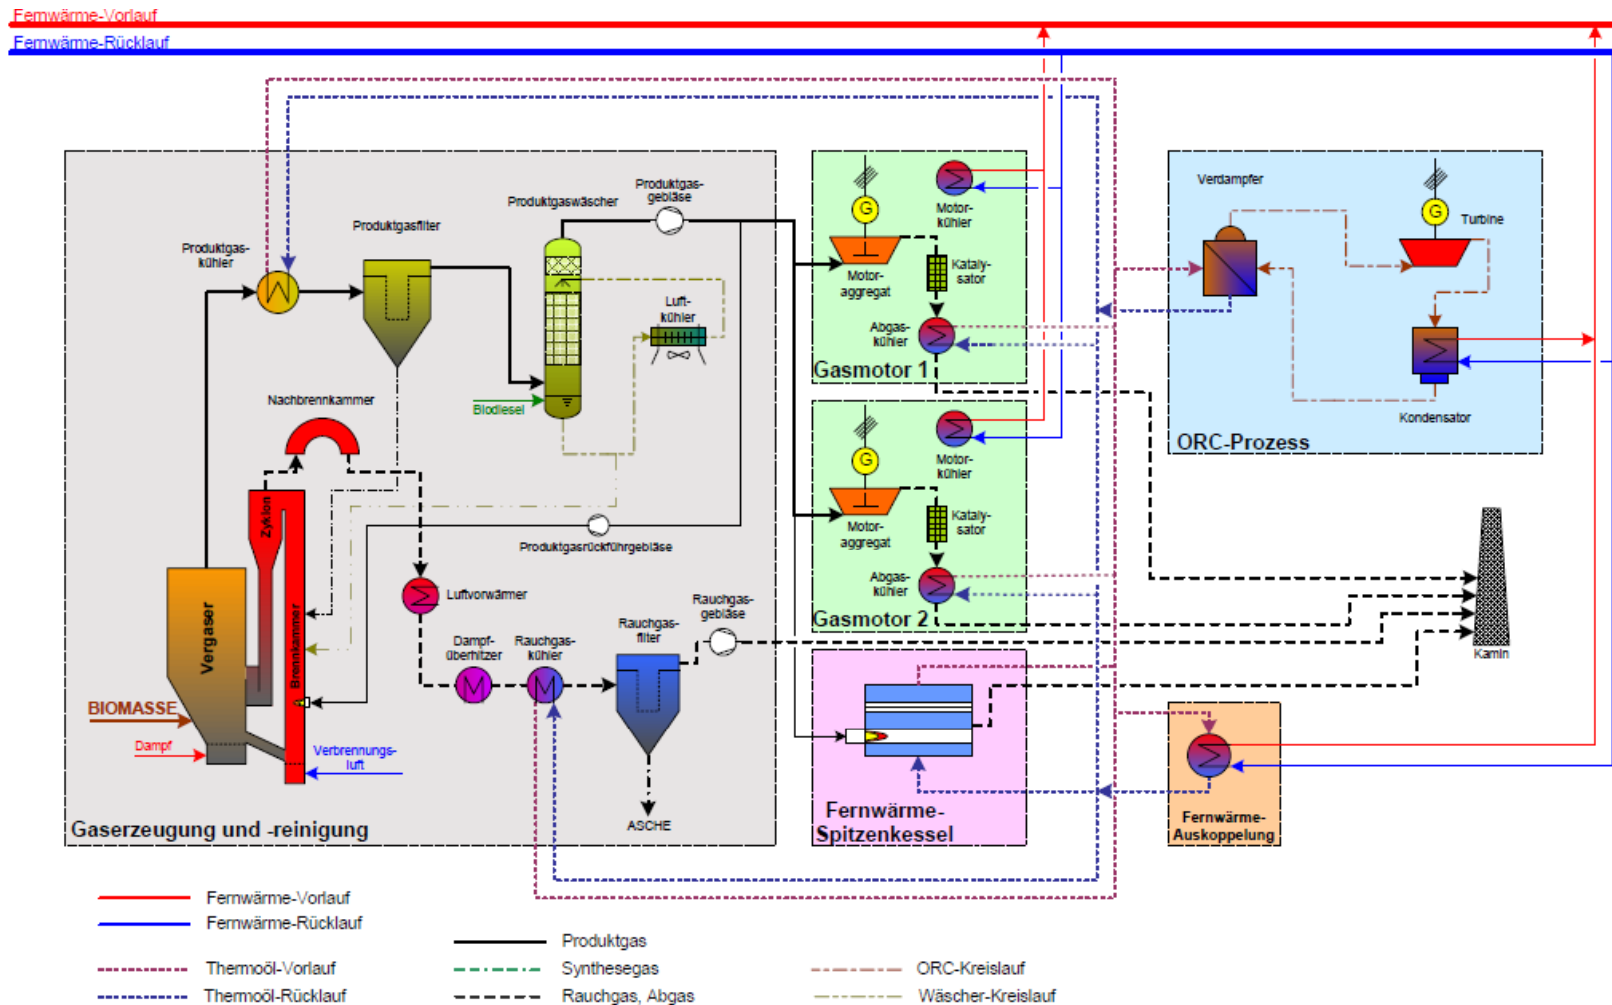 Fernwärme-Vorlauf
Fernwärme-Rücklauf
Produktgas-
kühler
Produktgasfilter
Produktgaswäscher
Produktgas-
gebläse
Luft-
kühler
Biodiesel
Nachbrennkammer
Zyklon
Brennkammer
Vergaser
BIOMASSE
Dampf
Verbrennungs-
luft
Produktgasrückführgebläse
Luftvorwärmer
Dampf-
überhitzer
Rauchgas-
kühler
Rauchgas-
filter
Rauchgas-
gebläse
ASCHE
Gaserzeugung und -reinigung
G
Motor-
aggregat
Motor-
kühler
Kataly-
sator
Abgas-
kühler
Gasmotor 1
G
Motor-
aggregat
Motor-
kühler
Kataly-
sator
Abgas-
kühler
Gasmotor 2
Fernwärme-
Spitzenkessel
Verdampfer
G
Turbine
Kondensator
ORC-Prozess
Kamin
Fernwärme-
Auskoppelung
Fernwärme-Vorlauf
Fernwärme-Rücklauf
Thermoöl-Vorlauf
Thermoöl-Rücklauf
Produktgas
Synthesegas
Rauchgas, Abgas
ORC-Kreislauf
Wäscher-Kreislauf